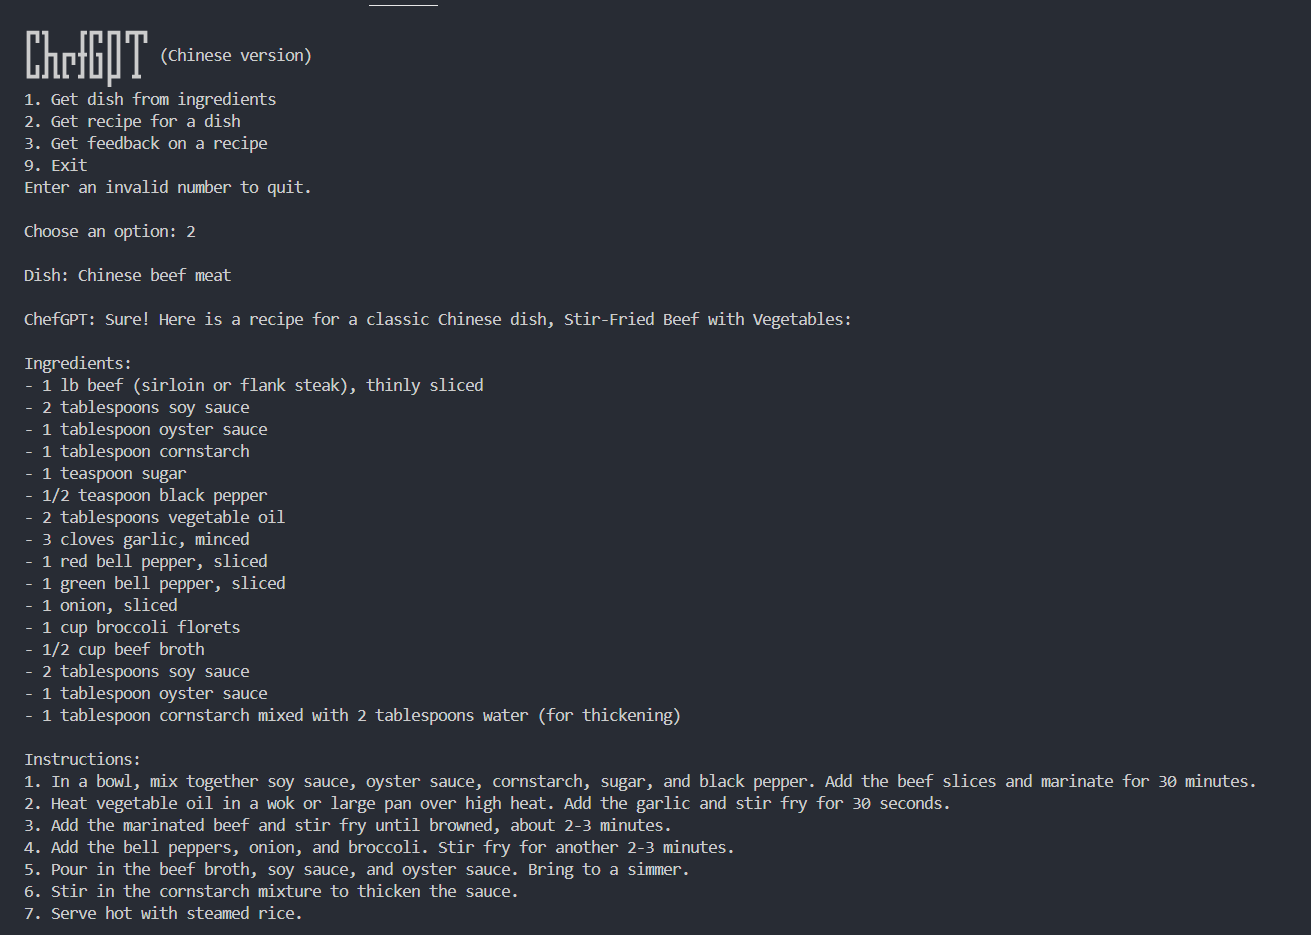 ChefGPT (Chinese version)
1. Get dish from ingredients
2. Get recipe for a dish
3. Get feedback on a recipe
9. Exit
Enter an invalid number to quit.
Choose an option: 2
Dish: Chinese beef meat
ChefGPT: Sure! Here is a recipe for a classic Chinese dish, Stir-Fried Beef with Vegetables:
Ingredients:
- 1 lb beef (sirloin or flank steak), thinly sliced
- 2 tablespoons soy sauce
- 1 tablespoon oyster sauce
- 1 tablespoon cornstarch
- 1 teaspoon sugar
- 1/2 teaspoon black pepper
- 2 tablespoons vegetable oil
- 3 cloves garlic, minced
- 1 red bell pepper, sliced
- 1 green bell pepper, sliced
- 1 onion, sliced
- 1 cup broccoli florets
- 1/2 cup beef broth
- 2 tablespoons soy sauce
- 1 tablespoon oyster sauce
- 1 tablespoon cornstarch mixed with 2 tablespoons water (for thickening)
Instructions:
1. In a bowl, mix together soy sauce, oyster sauce, cornstarch, sugar, and black pepper. Add the beef slices and marinate for 30 minutes.
2. Heat vegetable oil in a wok or large pan over high heat. Add the garlic and stir fry for 30 seconds.
3. Add the marinated beef and stir fry until browned, about 2-3 minutes.
4. Add the bell peppers, onion, and broccoli. Stir fry for another 2-3 minutes.
5. Pour in the beef broth, soy sauce, and oyster sauce. Bring to a simmer.
6. Stir in the cornstarch mixture to thicken the sauce.
7. Serve hot with steamed rice.